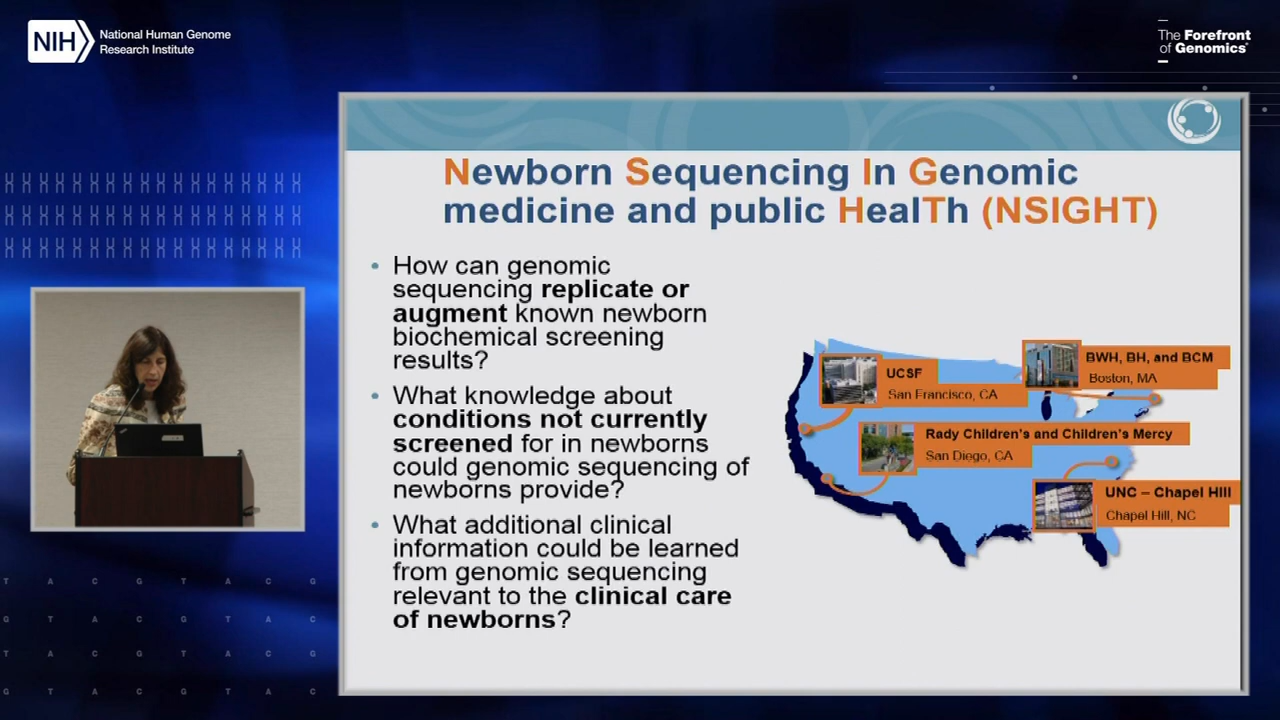 NIH
National Human Genome
Research Institute
The Forefront
of Genomics®
Newborn Sequencing In Genomic
medicine and public HealTh (NSIGHT)
• How can genomic
sequencing replicate or
augment known newborn
biochemical screening
results?
• What knowledge about
conditions not currently
screened for in newborns
could genomic sequencing of
newborns provide?
• What additional clinical
information could be learned
from genomic sequencing
relevant to the clinical care
of newborns?
UCSF
San Francisco, CA
BWH, BH, and BCM
Boston, MA
Rady Children's and Children's Mercy
San Diego, CA
UNC – Chapel Hill
Chapel Hill, NC
T A C G T A C G
G T A C G T A C
T A C G T A C G
G T A C G T A C